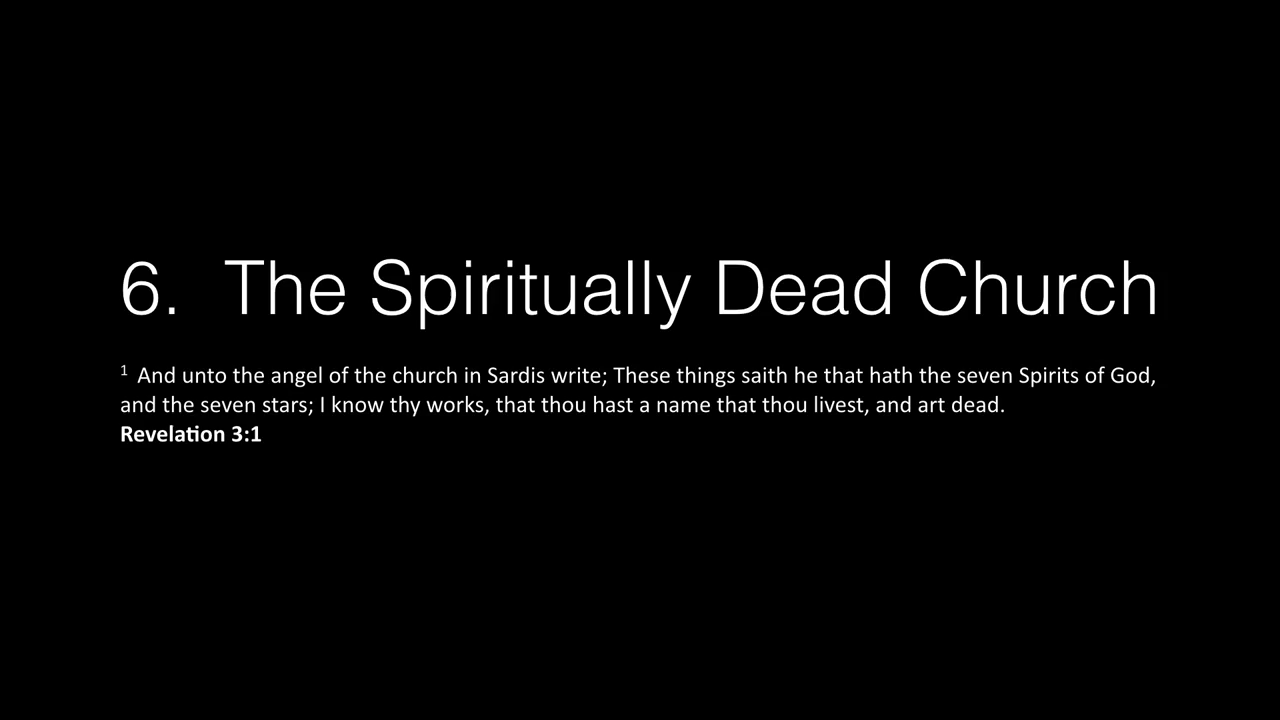 6. The Spiritually Dead Church
1 And unto the angel of the church in Sardis write; These things saith he that hath the seven Spirits of God,
and the seven stars; I know thy works, that thou hast a name that thou livest, and art dead.
Revelation 3:1